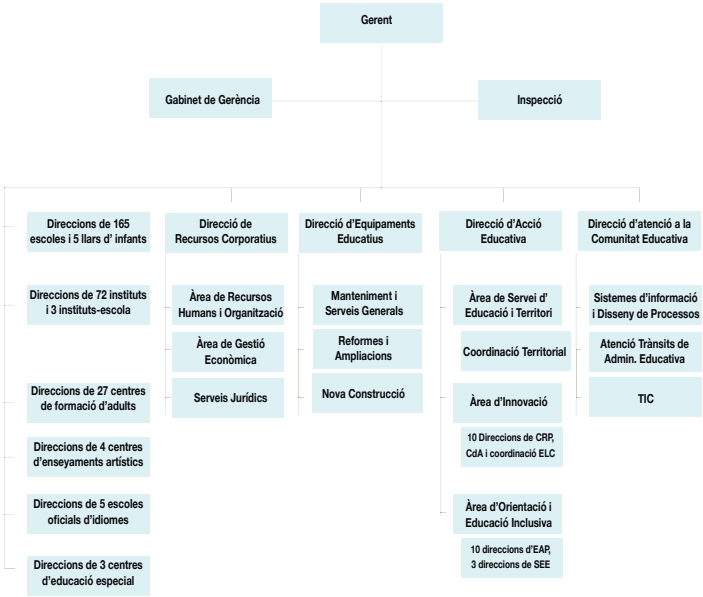 Gerent
Gabinet de Gerència
Inspecció
Direccions de 165
escoles i 5 llars d' infants
Direccions de 72 instituts
i 3 instituts-escola
Direccions de 27 centres
de formació d'adults
Direccions de 4 centres
d'enseyaments artístics
Direccions de 5 escoles
oficials d'idiomes
Direccions de 3 centres
d'educació especial
Direcció de
Recursos Corporatius
Àrea de Recursos
Humans i Organització
Àrea de Gestió
Econòmica
Serveis Jurídics
Direcció d'Equipaments
Educatius
Manteniment i
Serveis Generals
Reformes i
Ampliacions
Nova Construcció
Direcció d'Acció
Educativa
Àrea de Servei d'
Educació i Territori
Coordinació Territorial
Àrea d'Innovació
10 Direccions de CRP,
CdA i coordinació ELC
Àrea d'Orientació i
Educació Inclusiva
10 direccions d'EAP,
3 direccions de SEE
Direcció d'atenció a la
Comunitat Educativa
Sistemes d'informació
i Disseny de Processos
Atenció Trànsits de
Admin. Educativa
TIC